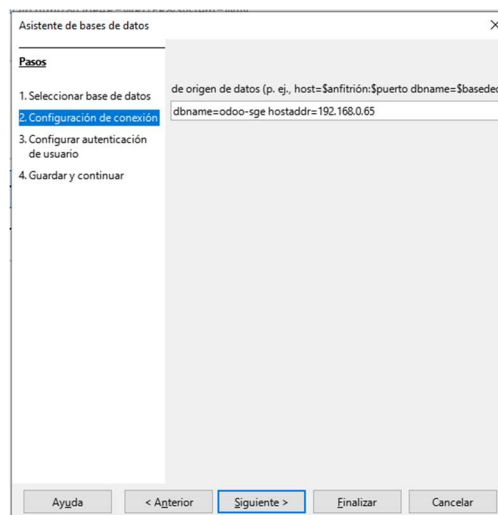 Asistente de bases de datos
Pasos
1. Seleccionar base de datos
2. Configuración de conexión
3. Configurar autenticación
de usuario
4. Guardar y continuar
de origen de datos (p. ej., host=$anfitrión:$puerto dbname=$basededa
dbname=odoo-sge hostaddr=192.168.0.65
Ayuda
< Anterior
Siguiente >
Finalizar
Cancelar